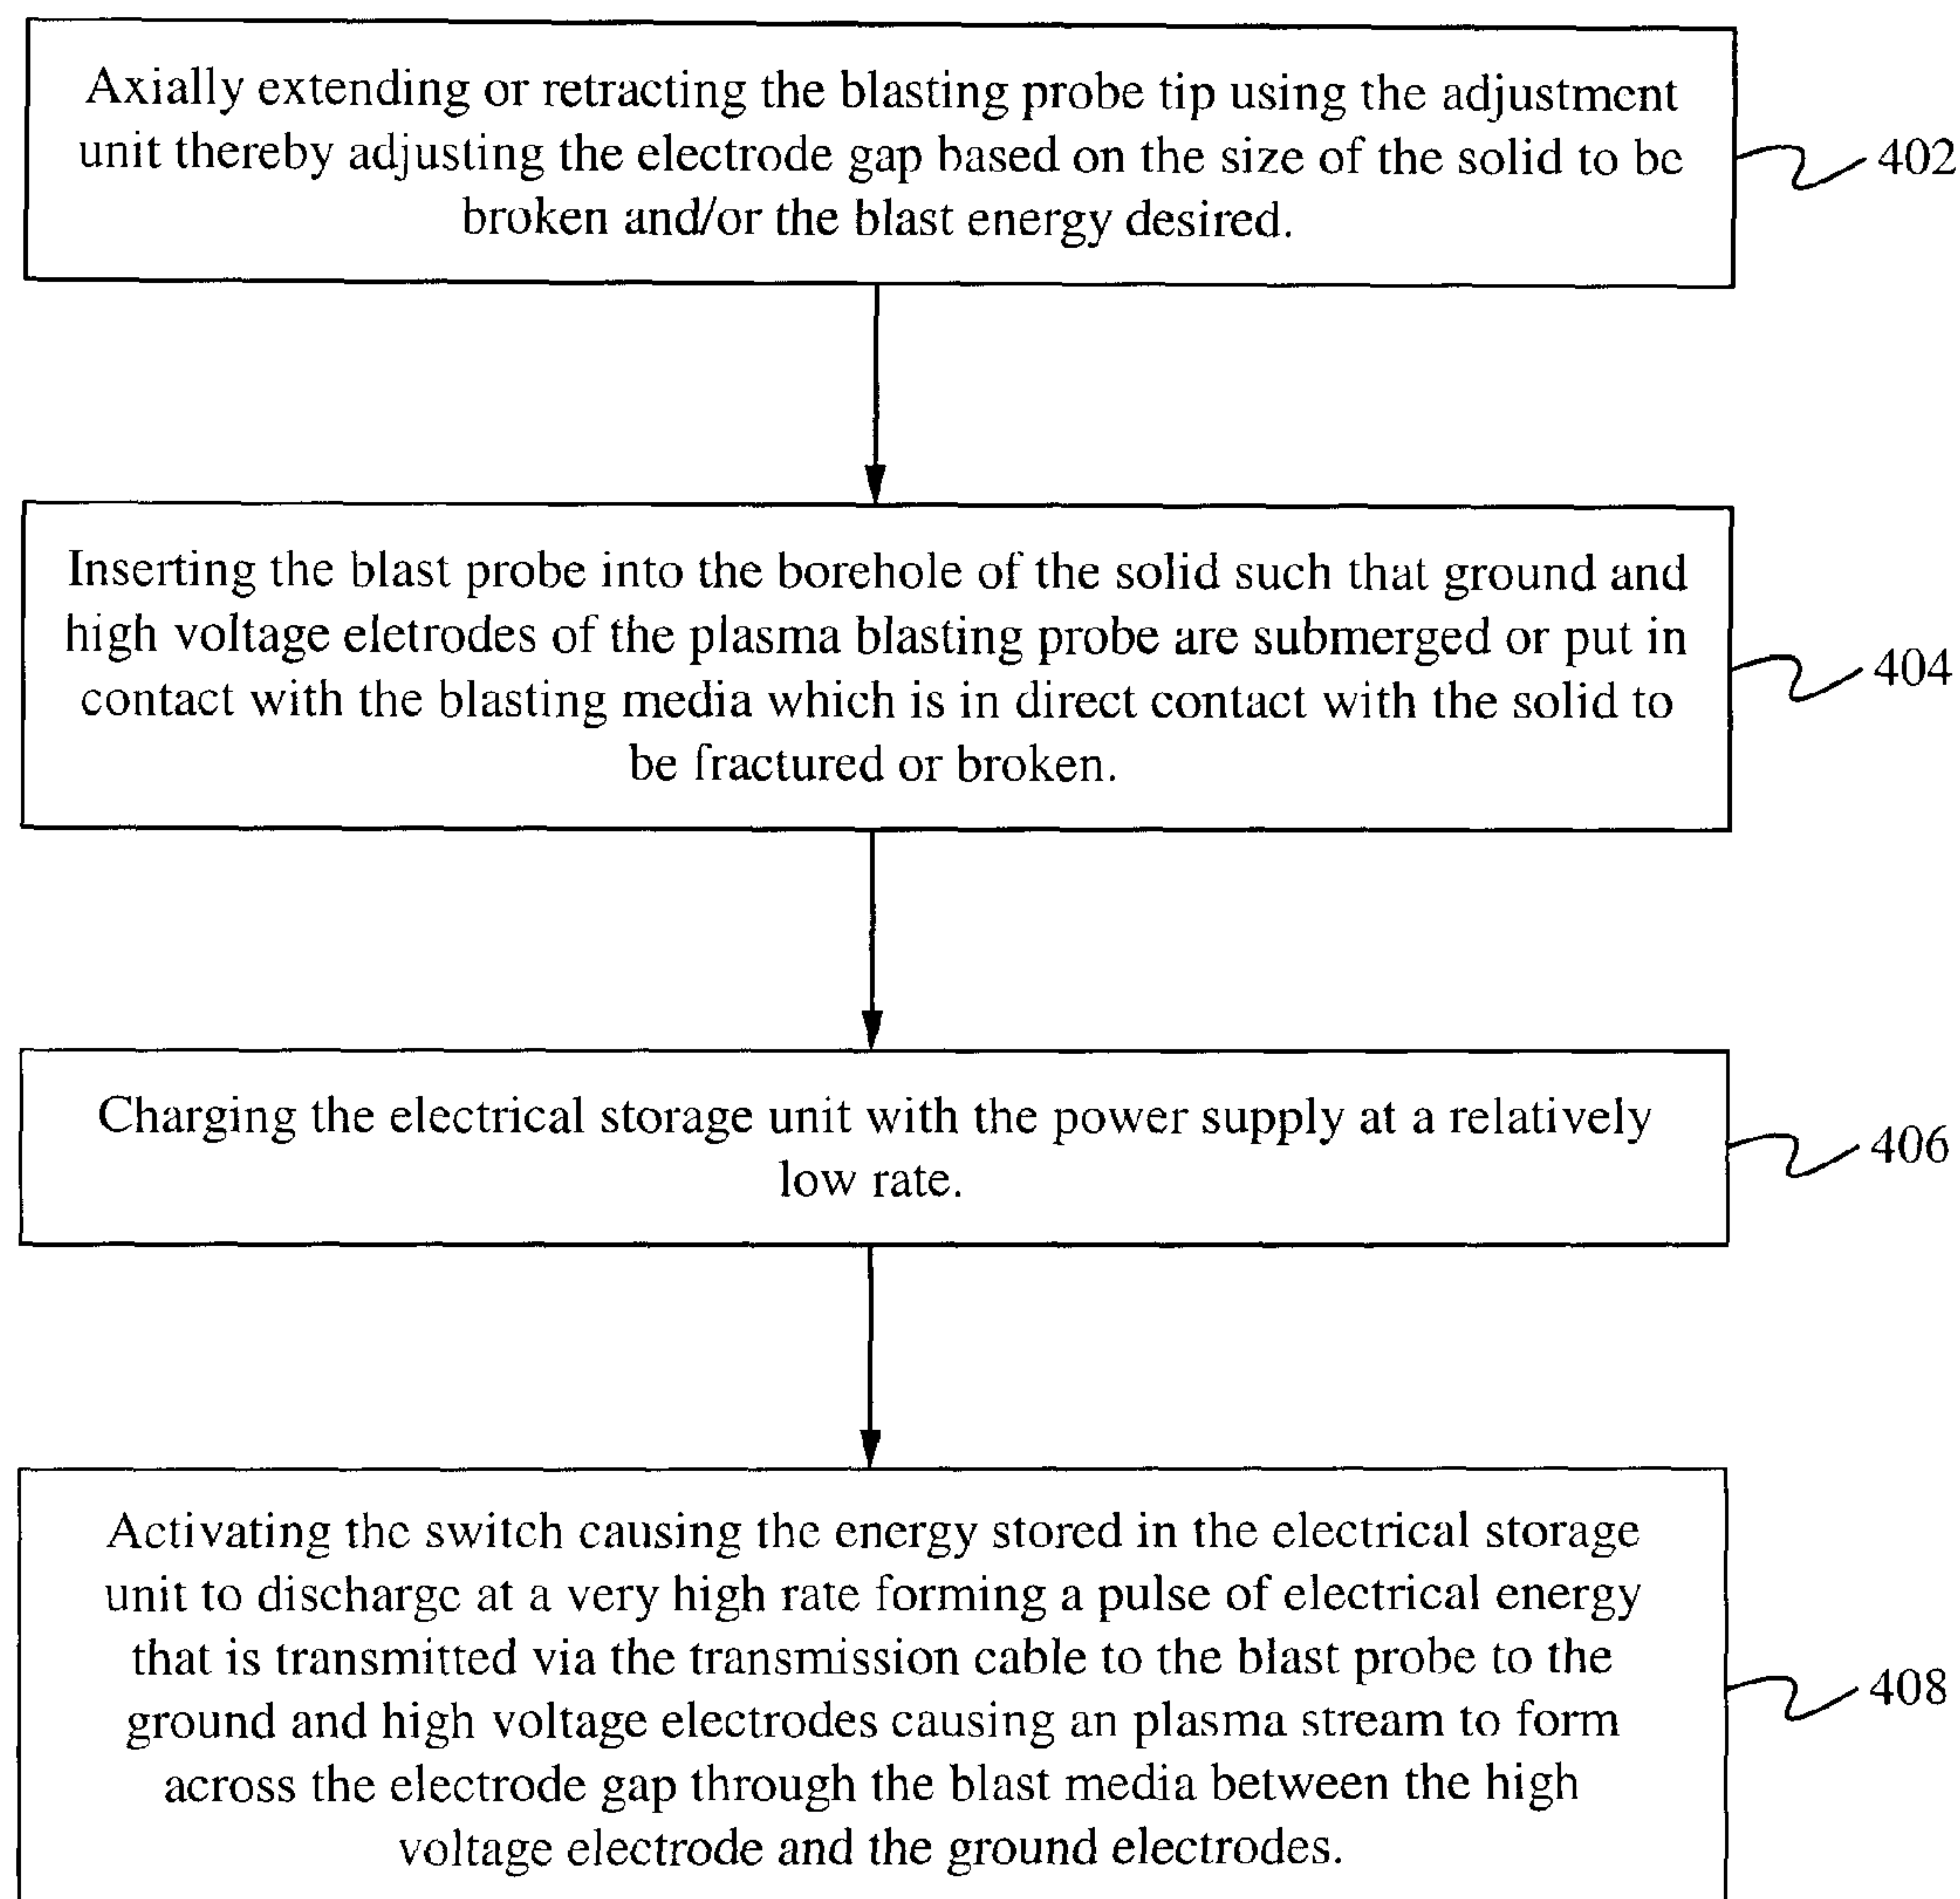 Axially extending or retracting the blasting probe tip using the adjustment
unit thereby adjusting the electrode gap based on the size of the solid to be
broken and/or the blast energy desired.
402
Inserting the blast probe into the borehole of the solid such that ground and
high voltage eletrodes of the plasma blasting probe are submerged or put in
contact with the blasting media which is in direct contact with the solid to
be fractured or broken.
404
Charging the electrical storage unit with the power supply at a relatively
low rate.
406
Activating the switch causing the energy stored in the electrical storage
unit to discharge at a very high rate forming a pulse of electrical energy
that is transmitted via the transmission cable to the blast probe to the
ground and high voltage electrodes causing an plasma stream to form
across the electrode gap through the blast media between the high
voltage electrode and the ground electrodes.
408